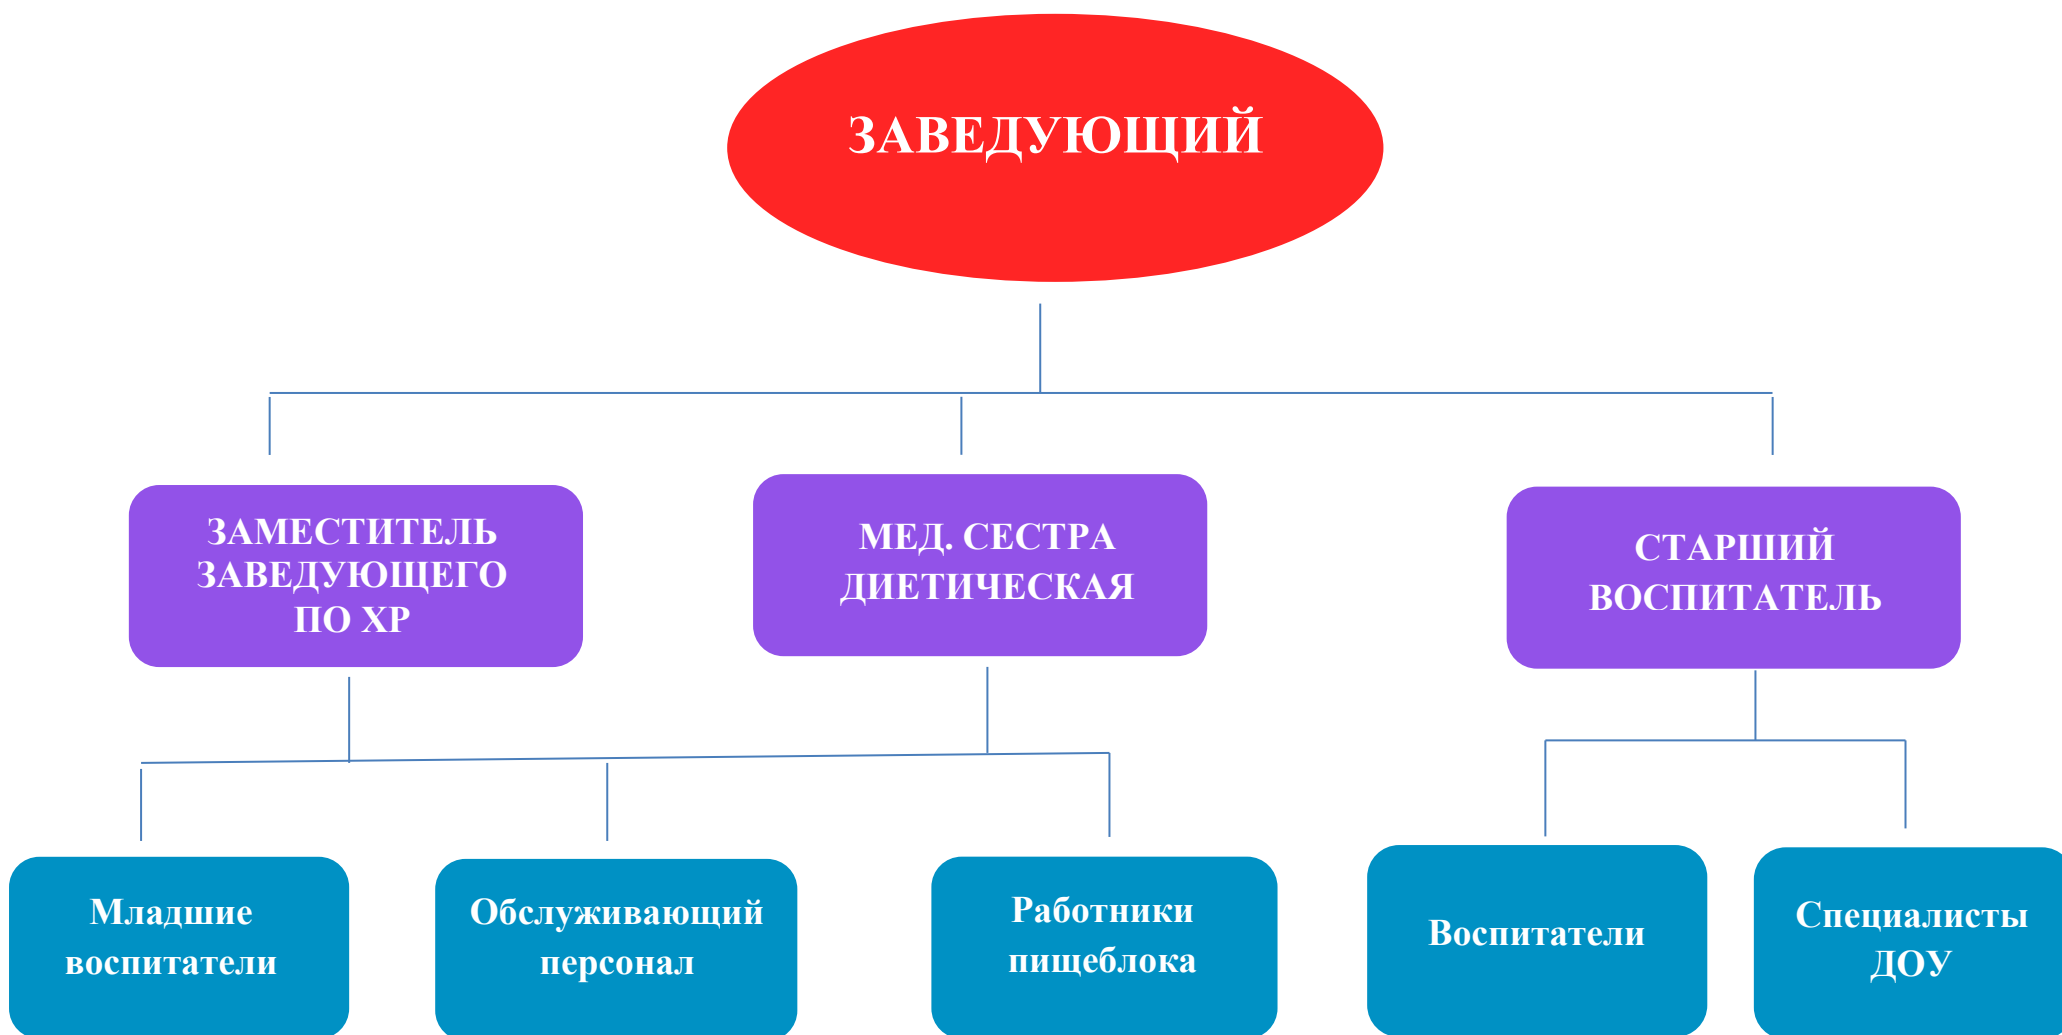 ЗАВЕДУЮЩИЙ
ЗАМЕСТИТЕЛЬ
ЗАВЕДУЮЩЕГО
ПО ХР
МЕД. СЕСТРА
ДИЕТИЧЕСКАЯ
СТАРШИЙ
ВОСПИТАТЕЛЬ
Младшие
воспитатели
Обслуживающий
персонал
Работники
пищеблока
Воспитатели
Специалисты
ДОУ